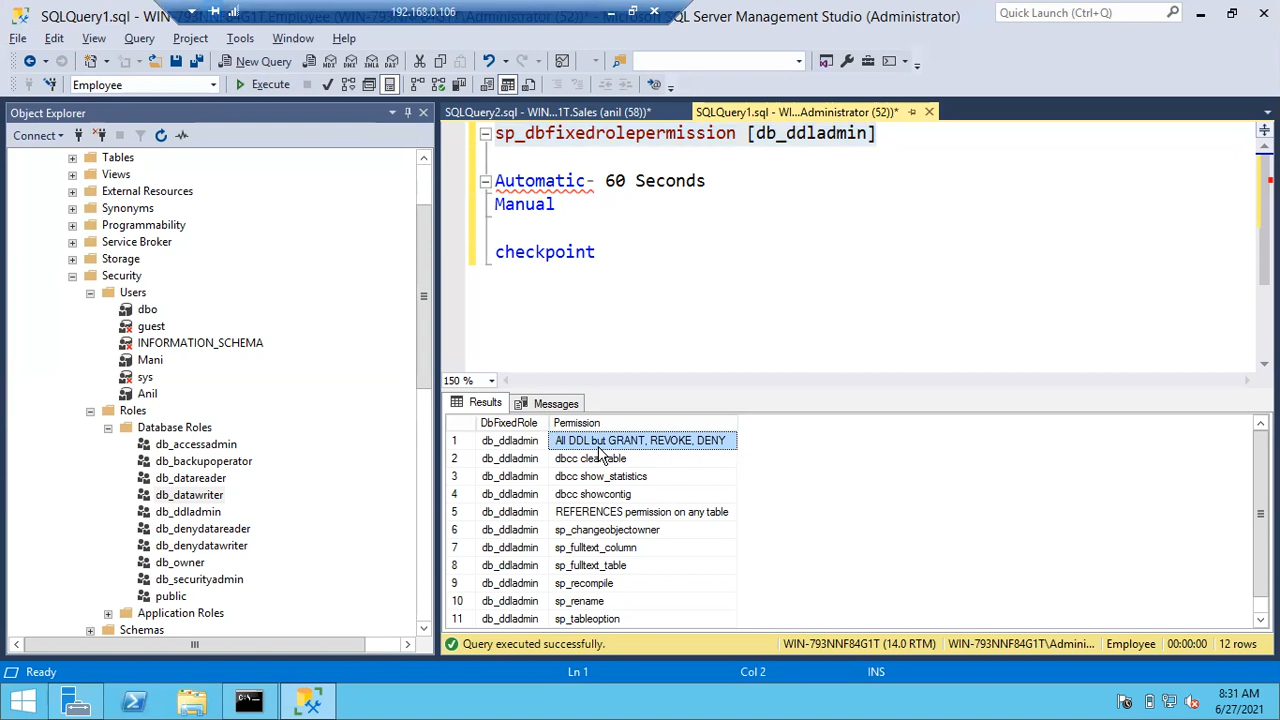 SQLQuery1.sql - WIN-793NNF84G1T.Employee (WIN-793NNF84G1T\Administrator (52))* - Microsoft SQL Server Management Studio (Administrator)
192.168.0.106
Quick Launch (Ctrl+Q)
File Edit View Query Project Tools Window Help
New Query
MDX DMX XMLA DAX
Employee
Execute
Object Explorer
SQLQuery2.sql - WIN...1T.Sales (anil (58))*
SQLQuery1.sql - WI...Administrator (52))*
Connect
Tables
Views
External Resources
Synonyms
Programmability
Service Broker
Storage
Security
Users
dbo
guest
INFORMATION_SCHEMA
Mani
sys
Anil
Roles
Database Roles
db_accessadmin
db_backupoperator
db_datareader
db_datawriter
db_ddladmin
db_denydatareader
db_denydatawriter
db_owner
db_securityadmin
public
Application Roles
Schemas
sp_dbfixedrolepermission [db_ddladmin]
Automatic- 60 Seconds
Manual
checkpoint
150 %
Results Messages
DbFixedRole Permission
1 db_ddladmin All DDL but GRANT, REVOKE, DENY
2 db_ddladmin dbcc cleantable
3 db_ddladmin dbcc show_statistics
4 db_ddladmin dbcc showcontig
5 db_ddladmin REFERENCES permission on any table
6 db_ddladmin sp_changeobjectowner
7 db_ddladmin sp_fulltext_column
8 db_ddladmin sp_fulltext_table
9 db_ddladmin sp_recompile
10 db_ddladmin sp_rename
11 db_ddladmin sp_tableoption
Query executed successfully. WIN-793NNF84G1T (14.0 RTM) WIN-793NNF84G1T\Admini... Employee 00:00:00 12 rows
Ready Ln 1 Col 2 INS
8:31 AM
6/27/2021